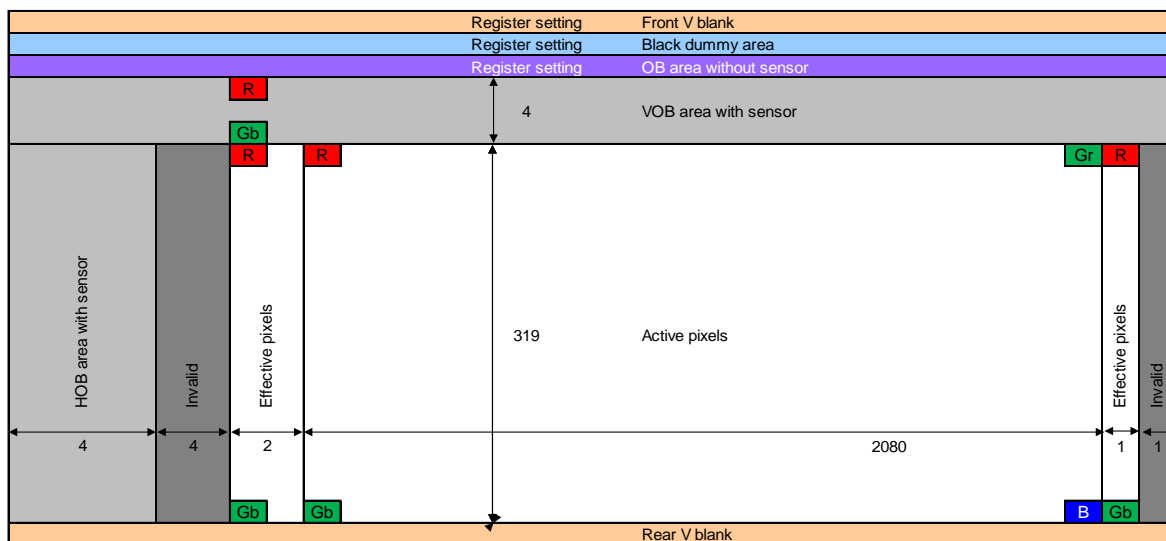 Register setting Front V blank
Register setting Black dummy area
Register setting OB area without sensor
R
4 VOB area with sensor
Gb
R R Gr R
HOB area with sensor
Invalid
Effective pixels
319 Active pixels
Effective pixels
Invalid
4 4 2 2080 1 1
Gb Gb B Gb
Rear V blank